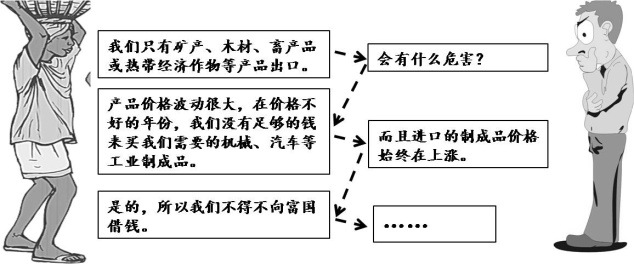 我们只有矿产、木材、畜产品
或热带经济作物等产品出口。
会有什么危害？
产品价格波动很大，在价格不
好的年份，我们没有足够的钱
来买我们需要的机械、汽车等
工业制成品。
而且进口的制成品价格
始终在上涨。
是的，所以我们不得不向富国
借钱。
……